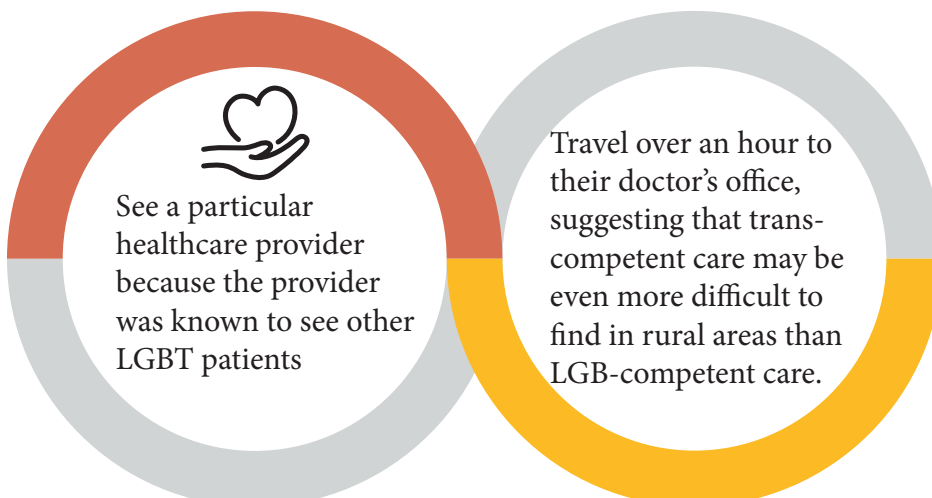 See a particular
healthcare provider
because the provider
was known to see other
LGBT patients
Travel over an hour to
their doctor’s office,
suggesting that trans-
competent care may be
even more difficult to
find in rural areas than
LGB-competent care.